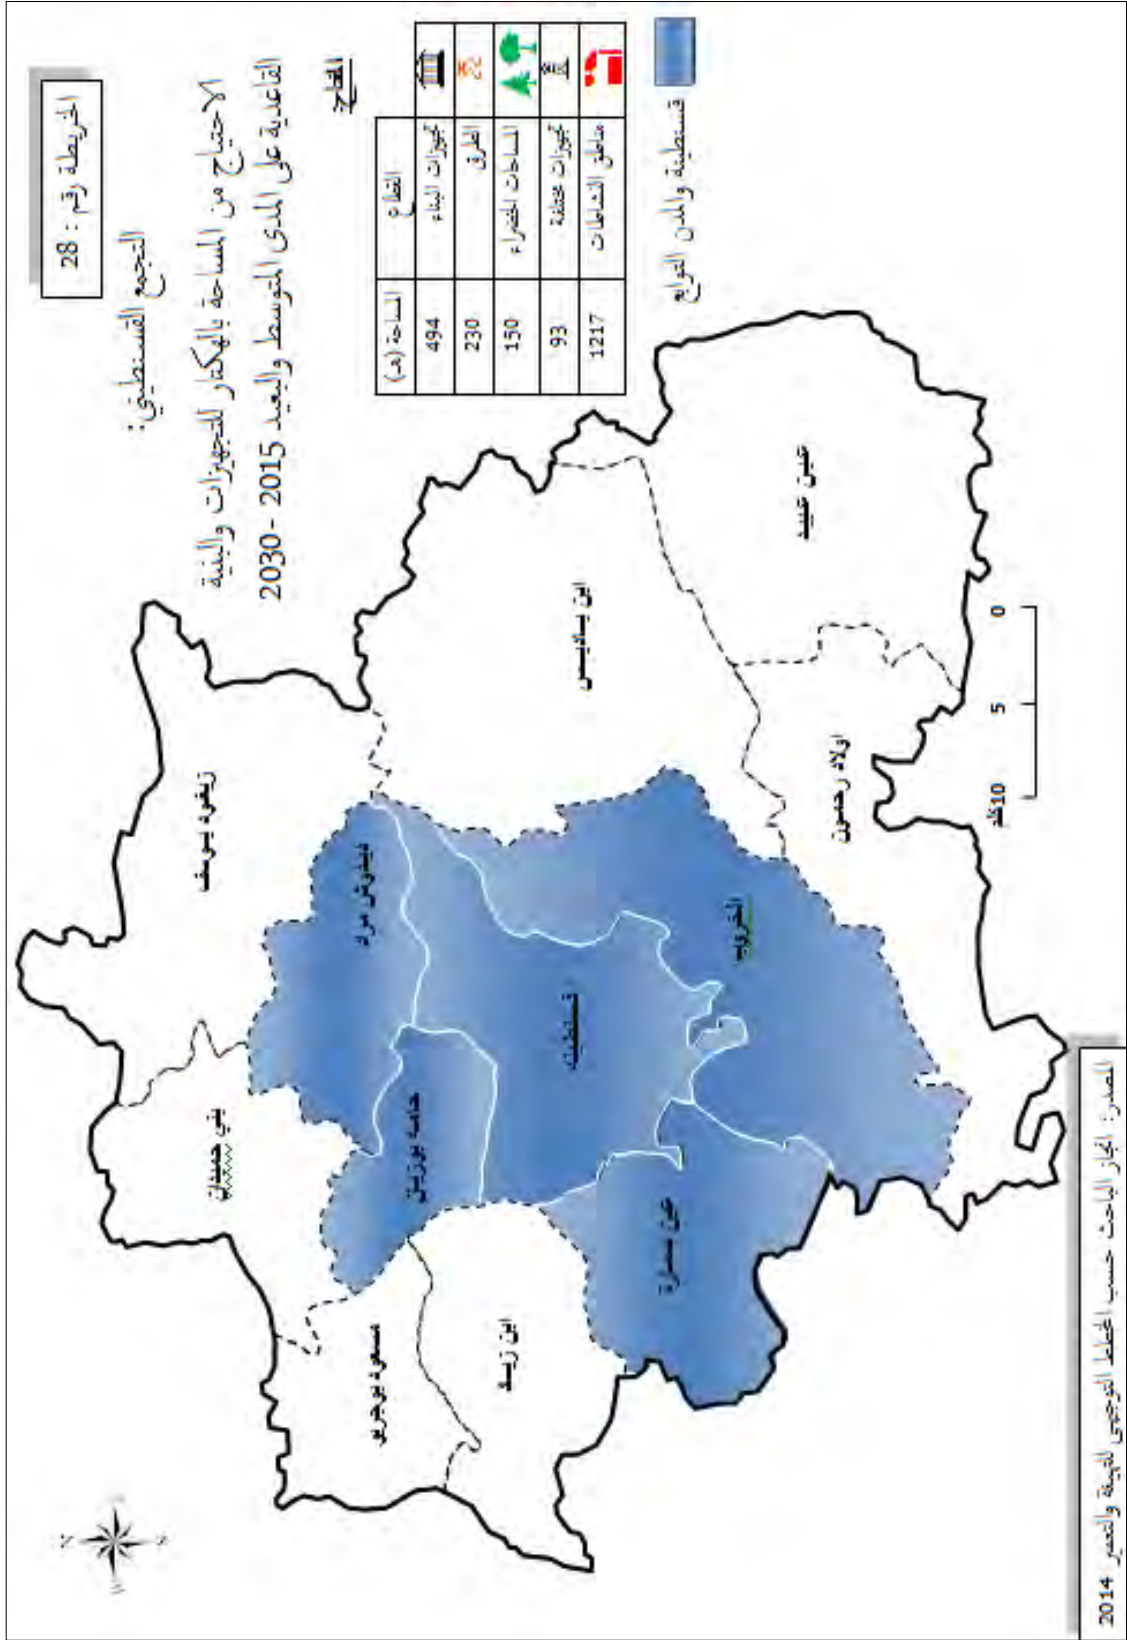 الخريطة رقم : 28
التجمع القسنطيني:
الاحتياج من المساحة بالهكتار للتجهيزات والبنية
القاعدية على المدى المتوسط والبعيد 2015 - 2030
المفتاح:
القطاع المساحة (هـ)
تجهيزات البناء 494
الطرق 230
المساحات الخضراء 150
تجهيزات مختلفة 93
مناطق النشاطات 1217
قسنطينة والمدن التوابع
زيغود يوسف
بني حميدان
ديدوش مراد
حامة بوزيان
مسعود بوجريو
ابن زياد
قسنطينة
ابن باديس
عين سمارة
الخروب
عين عبيد
اولاد رحمون
0 5 10كلم
المصدر: انجاز الباحث حسب المخطط التوجيهي للتهيئة والتعمير 2014